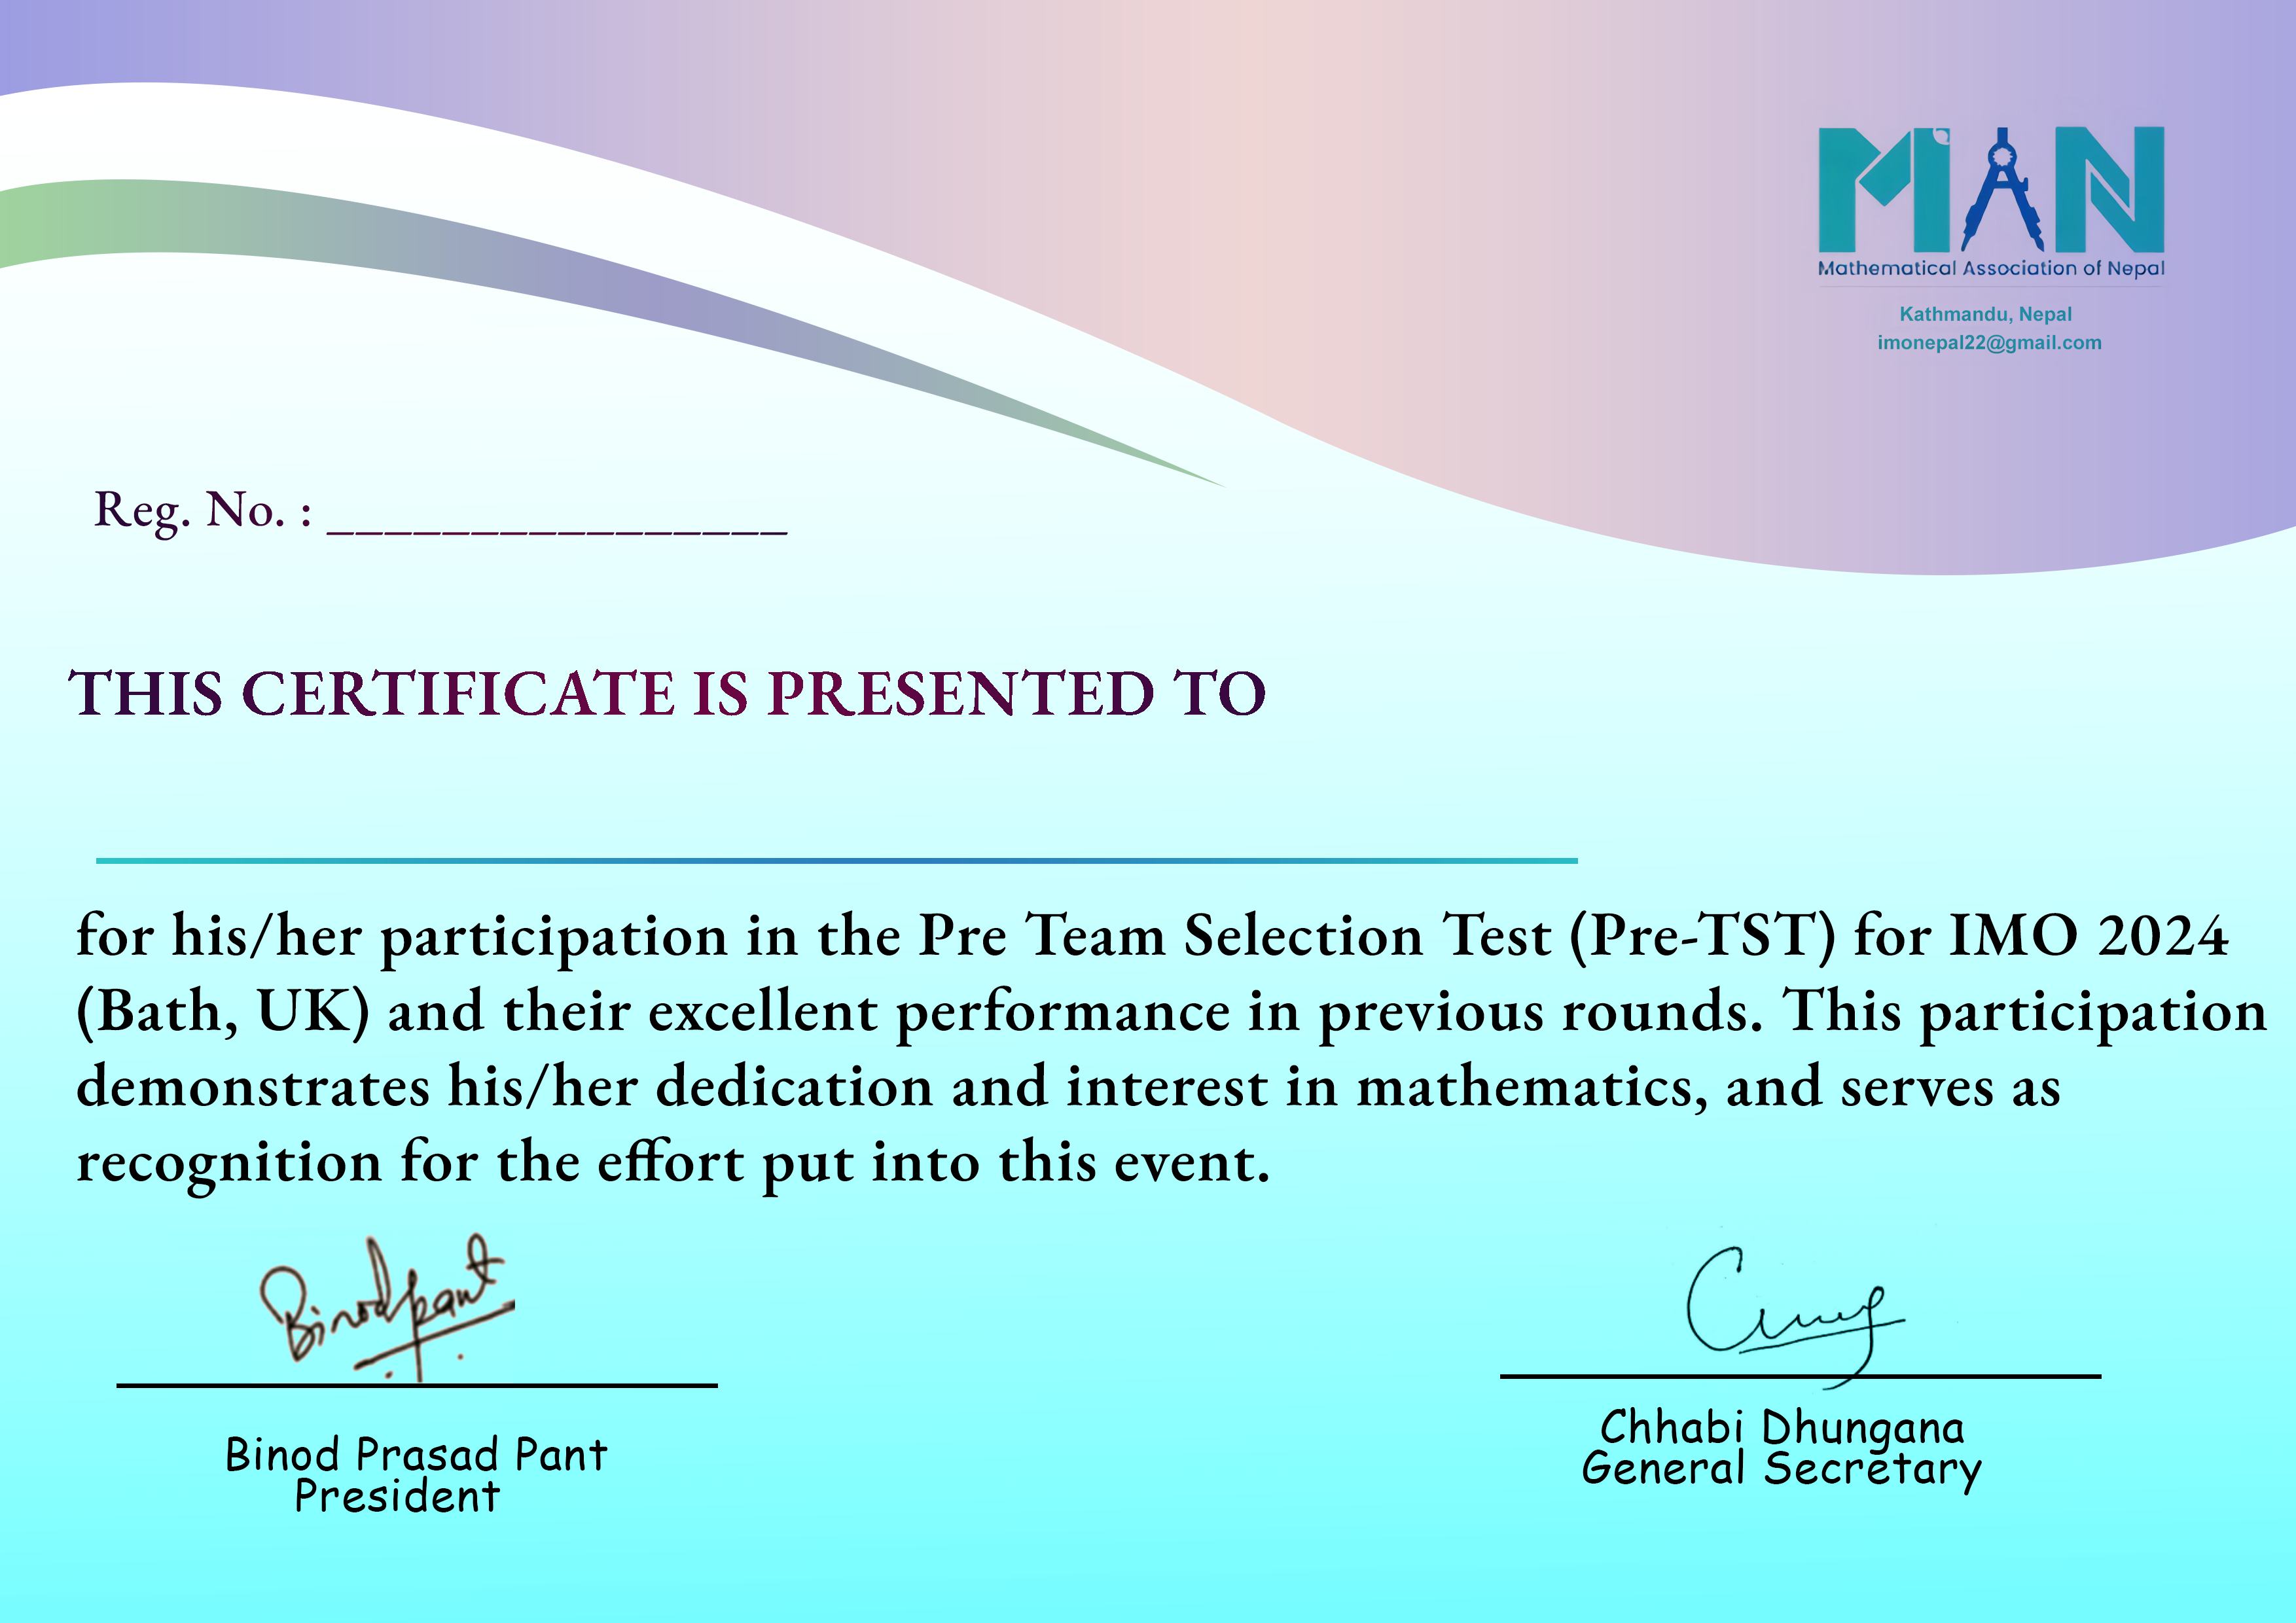 MAN
Mathematical Association of Nepal
Kathmandu, Nepal
imonepal22@gmail.com
Reg. No. : ________________
THIS CERTIFICATE IS PRESENTED TO
for his/her participation in the Pre Team Selection Test (Pre-TST) for IMO 2024
(Bath, UK) and their excellent performance in previous rounds. This participation
demonstrates his/her dedication and interest in mathematics, and serves as
recognition for the effort put into this event.
Binod pant
Binod Prasad Pant
President
Chhabi Dhungana
General Secretary